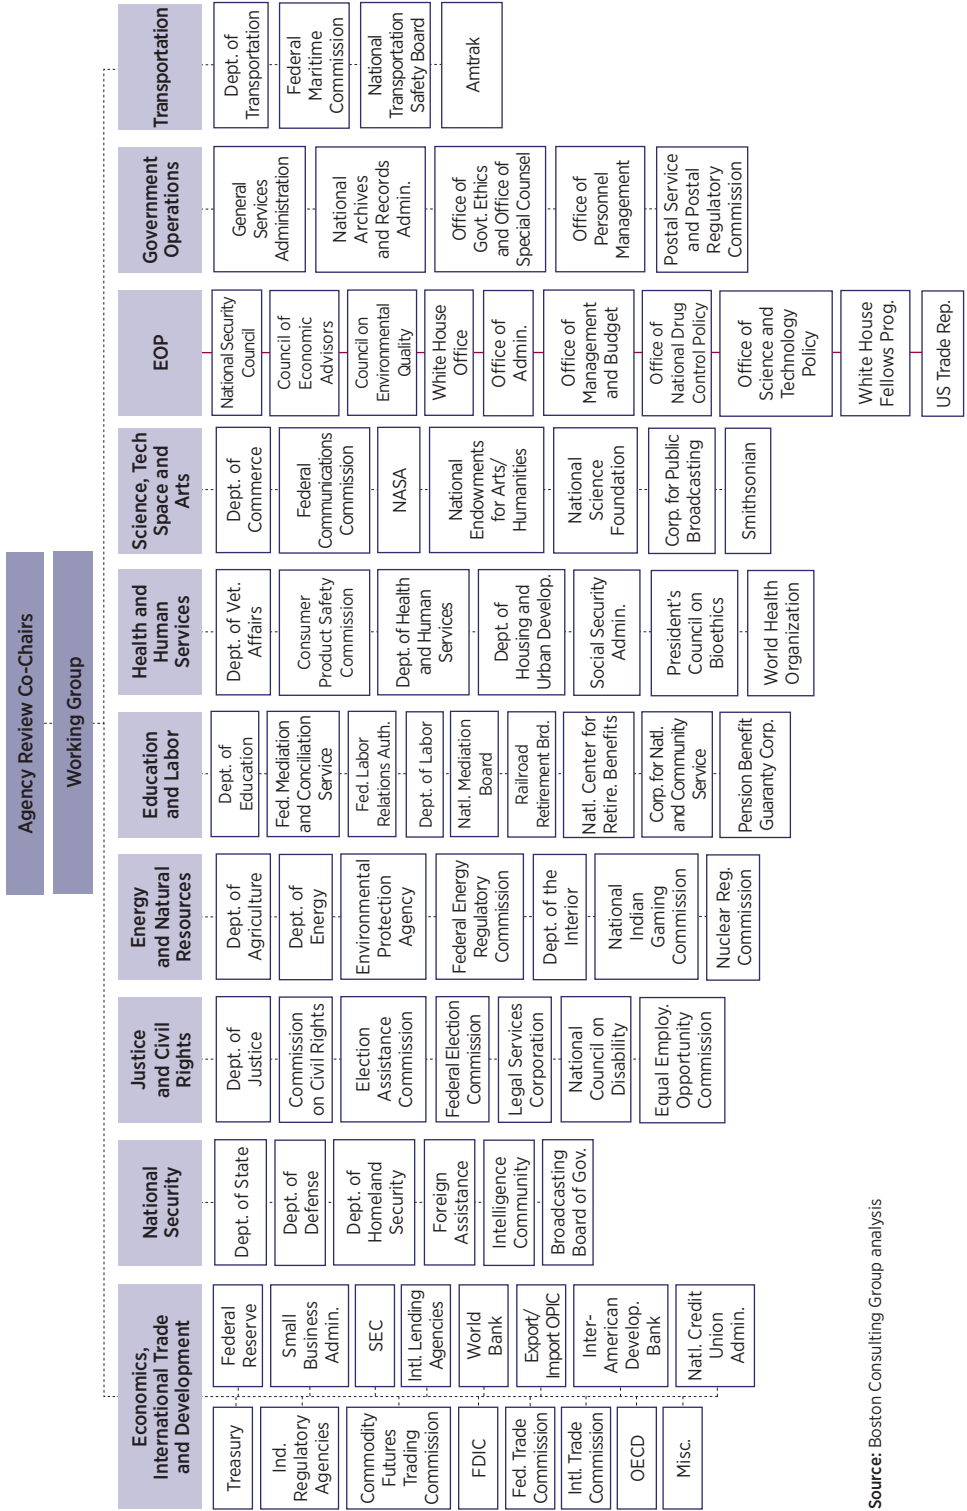 Agency Review Co-Chairs
Working Group
Economics,
International Trade
and Development
Treasury
Ind.
Regulatory
Agencies
Commodity
Futures
Trading
Commission
FDIC
Fed. Trade
Commission
Intl. Trade
Commission
OECD
Misc.
Federal
Reserve
Small
Business
Admin.
SEC
Intl. Lending
Agencies
World
Bank
Export/
Import OPIC
Inter-
American
Develop.
Bank
Natl. Credit
Union
Admin.
National
Security
Dept. of State
Dept. of
Defense
Dept. of
Homeland
Security
Foreign
Assistance
Intelligence
Community
Broadcasting
Board of Gov.
Justice
and Civil
Rights
Dept. of
Justice
Commission
on Civil Rights
Election
Assistance
Commission
Federal Election
Commission
Legal Services
Corporation
National
Council on
Disability
Equal Employ.
Opportunity
Commission
Energy
and Natural
Resources
Dept. of
Agriculture
Dept. of
Energy
Environmental
Protection
Agency
Federal Energy
Regulatory
Commission
Dept. of the
Interior
National
Indian
Gaming
Commission
Nuclear Reg.
Commission
Education
and Labor
Dept. of
Education
Fed. Mediation
and Conciliation
Service
Fed. Labor
Relations Auth.
Dept. of Labor
Natl. Mediation
Board
Railroad
Retirement Brd.
Natl. Center for
Retire. Benefits
Corp. for Natl.
and Community
Service
Pension Benefit
Guaranty Corp.
Health and
Human
Services
Dept. of Vet.
Affairs
Consumer
Product Safety
Commission
Dept. of Health
and Human
Services
Dept. of
Housing and
Urban Develop.
Social Security
Admin.
President’s
Council on
Bioethics
World Health
Organization
Science, Tech
Space and
Arts
Dept. of
Commerce
Federal
Communications
Commission
NASA
National
Endowments
for Arts/
Humanities
National
Science
Foundation
Corp. for Public
Broadcasting
Smithsonian
EOP
National Security
Council
Council of
Economic
Advisors
Council on
Environmental
Quality
White House
Office
Office of
Admin.
Office of
Management
and Budget
Office of
National Drug
Control Policy
Office of
Science and
Technology
Policy
White House
Fellows Prog.
US Trade Rep.
Government
Operations
General
Services
Administration
National
Archives
and Records
Admin.
Office of
Govt. Ethics
and Office of
Special Counsel
Office of
Personnel
Management
Postal Service
and Postal
Regulatory
Commission
Transportation
Dept. of
Transportation
Federal
Maritime
Commission
National
Transportation
Safety Board
Amtrak
Source: Boston Consulting Group analysis